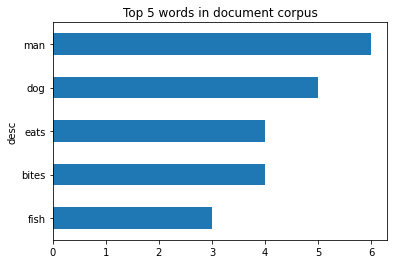 Top 5 words in document corpus
man
dog
eats
bites
fish
desc
0 1 2 3 4 5 6